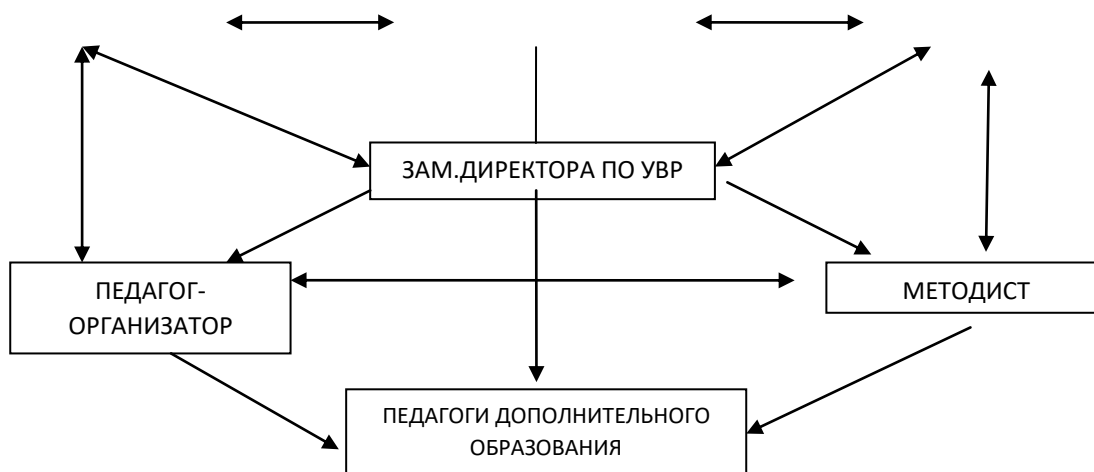 ЗАМ.ДИРЕКТОРА ПО УВР
ПЕДАГОГ-
ОРГАНИЗАТОР
МЕТОДИСТ
ПЕДАГОГИ ДОПОЛНИТЕЛЬНОГО
ОБРАЗОВАНИЯ